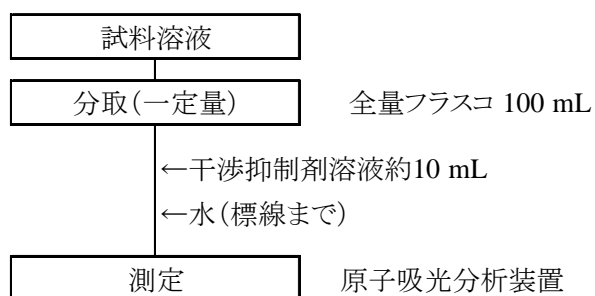 試料溶液
分取(一定量) 全量フラスコ 100 mL
←干渉抑制剤溶液約10 mL
←水(標線まで)
測定 原子吸光分析装置